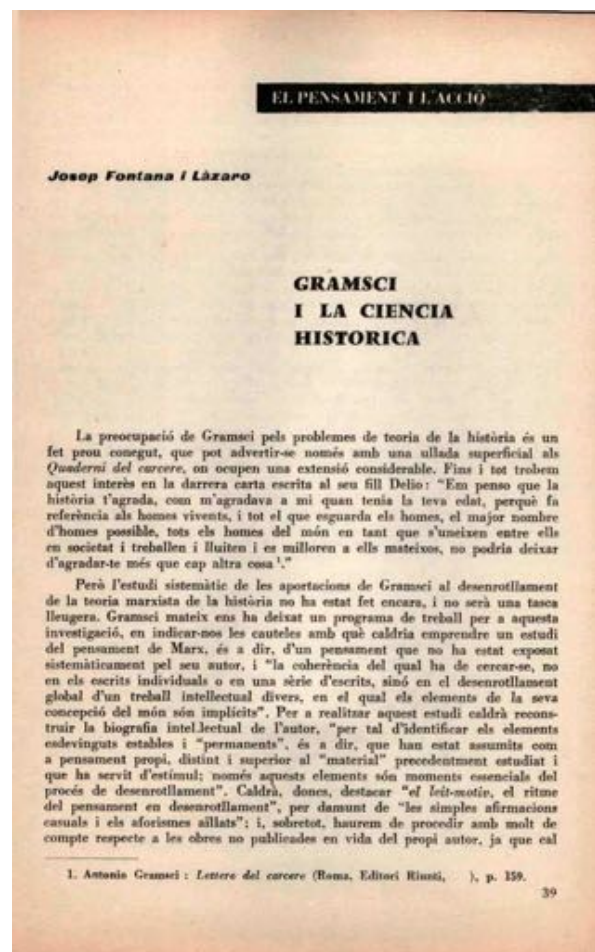 EL PENSAMENT I L'ACCIÓ
Josep Fontana i Làzaro
GRAMSCI
I LA CIENCIA
HISTORICA
La preocupació de Gramsci pels problemes de teoria de la història és un
fet prou conegut, que pot advertir-se només amb una ullada superficial als
Quaderni del carcere, on ocupen una extensió considerable. Fins i tot trobem
aquest interès en la darrera carta escrita al seu fill Delio: "Em penso que la
història t'agrada, com m'agradava a mi quan tenia la teva edat, perquè fa
referència als homes vivents, i tot el que esguarda els homes, el major nombre
d'homes possible, tots els homes del món en tant que s'uneixen entre ells
en societat i treballen i lluiten i es milloren a ells mateixos, no podria deixar
d'agradar-te més que cap altra cosa ¹."
Però l'estudi sistemàtic de les aportacions de Gramsci al desenrotllament
de la teoria marxista de la història no ha estat fet encara, i no serà una tasca
lleugera. Gramsci mateix ens ha deixat un programa de treball per a aquesta
investigació, en indicar-nos les cauteles amb què caldria emprendre un estudi
del pensament de Marx, és a dir, d'un pensament que no ha estat exposat
sistemàticament pel seu autor, i "la coherència del qual ha de cercar-se, no
en els escrits individuals o en una sèrie d'escrits, sinó en el desenrotllament
global d'un treball intellectual divers, en el qual els elements de la seva
concepció del món són implícits". Per a realitzar aquest estudi caldrà recons-
truir la biografia intel.lectual de l'autor, "per tal d'identificar els elements
esdevinguts estables i "permanents", és a dir, que han estat assumits com
a pensament propi, distint i superior al "material" precedentment estudiat i
que ha servit d'estímul; només aquests elements són moments essencials del
procés de desenrotllament". Caldrà, doncs, destacar "el leit-motiv, el ritme
del pensament en desenrotllament", per damunt de "les simples afirmacions
casuals i els aforismes aïllats"; i, sobretot, haurem de procedir amb molt de
compte respecte a les obres no publicades en vida del propi autor, ja que cal
1. Antonio Gramsci : Lettere del carcere (Roma, Editori Riuniti, ), p. 159.
39